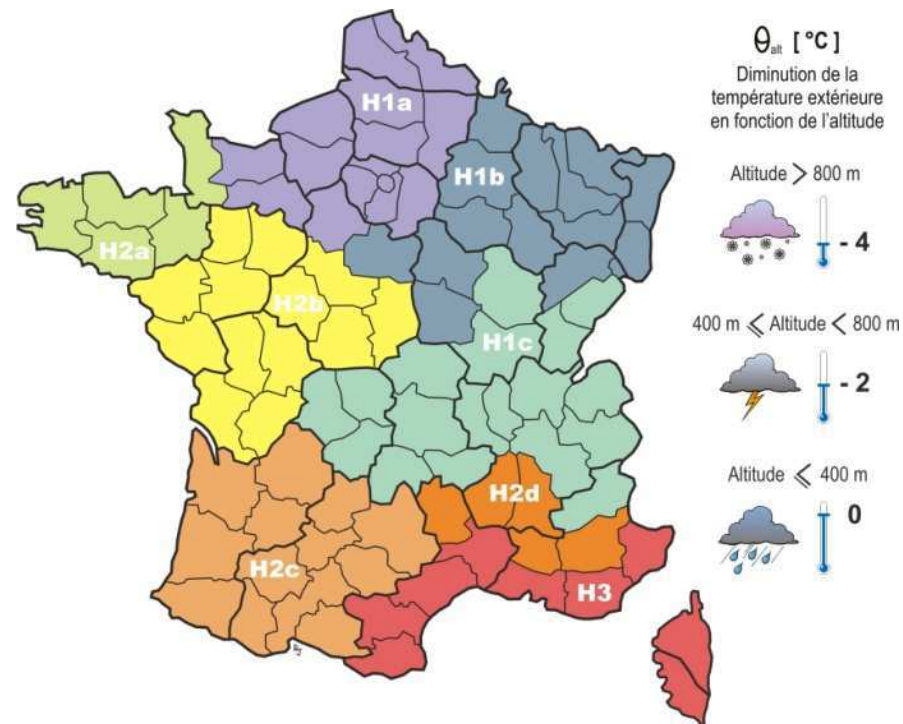 H1a
H1b
H2a
H2b
H1c
H2d
H2c
H3
θalt [ °C ]
Diminution de la
température extérieure
en fonction de l'altitude
Altitude > 800 m
- 4
400 m ⩽ Altitude < 800 m
- 2
Altitude ⩽ 400 m
0